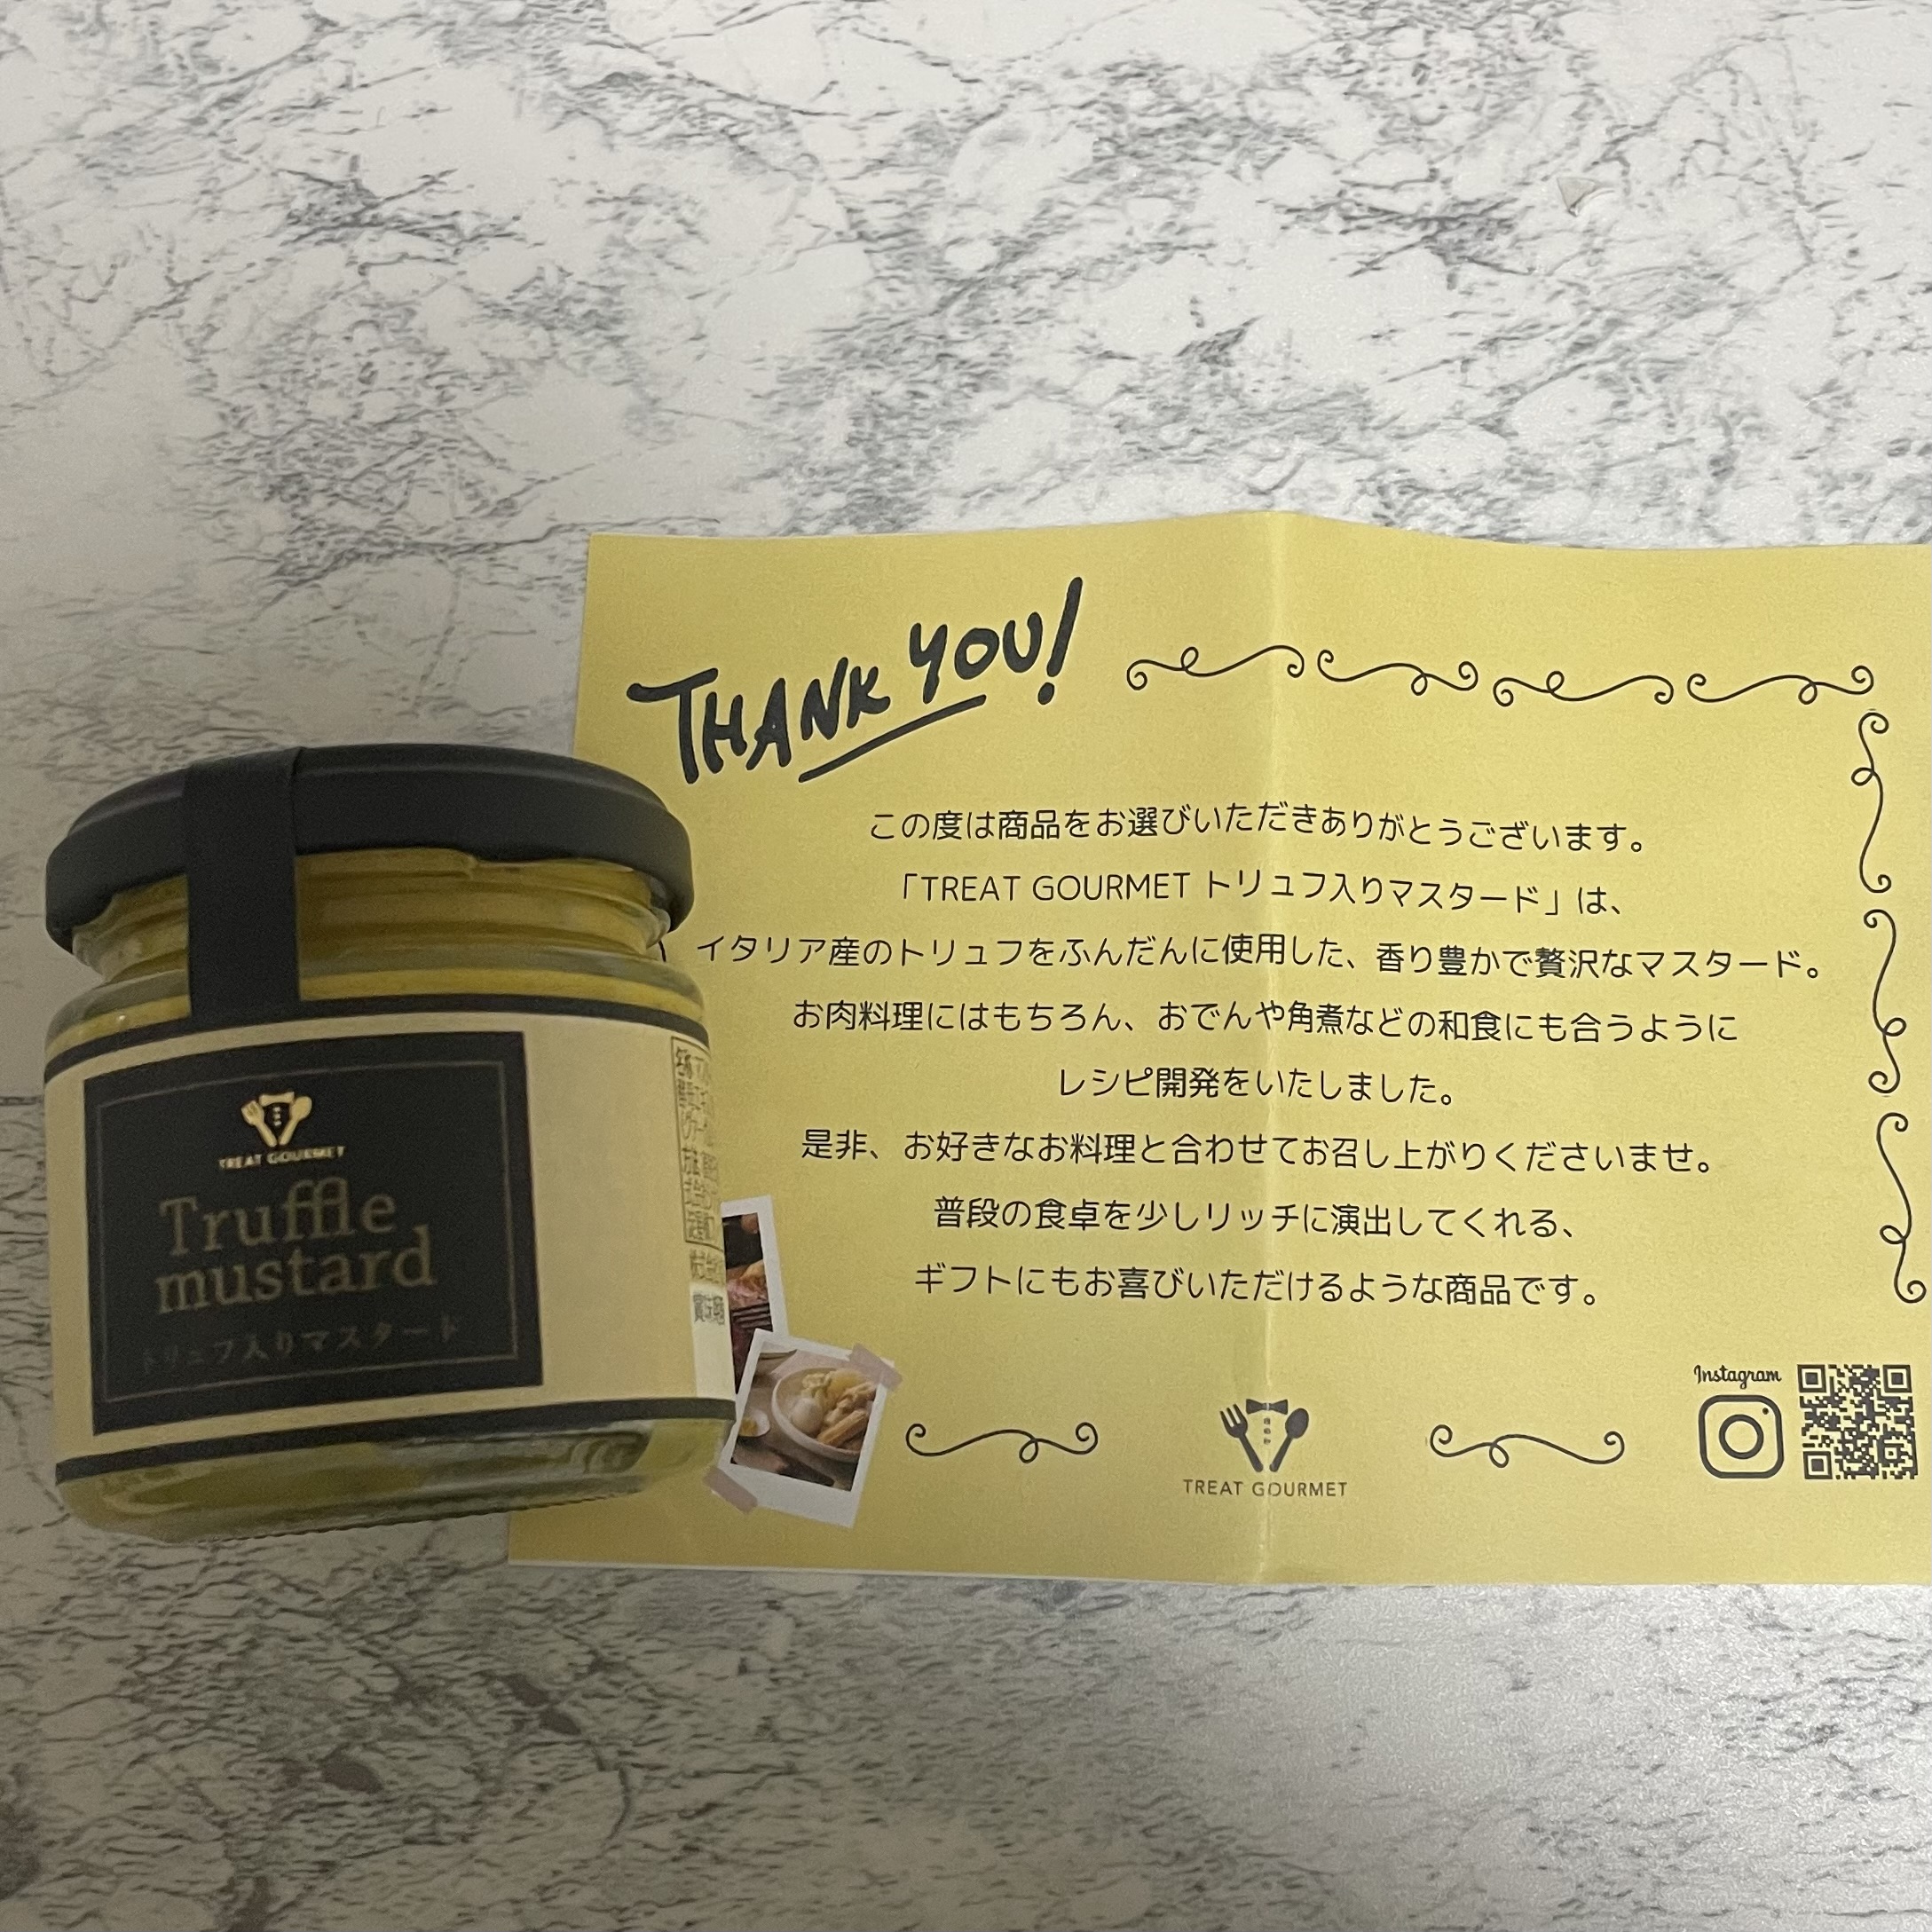 THANK YOU!
この度は商品をお選びいただきありがとうございます。
「TREAT GOURMET トリュフ入りマスタード」は、
イタリア産のトリュフをふんだんに使用した、香り豊かで贅沢なマスタード。
お肉料理にはもちろん、おでんや角煮などの和食にも合うように
レシピ開発をいたしました。
是非、お好きなお料理と合わせてお召し上がりくださいませ。
普段の食卓を少しリッチに演出してくれる、
ギフトにもお喜びいただけるような商品です。
Instagram
TREAT GOURMET
TREAT GOURMET
Truffle
mustard
トリュフ入りマスタード
名称